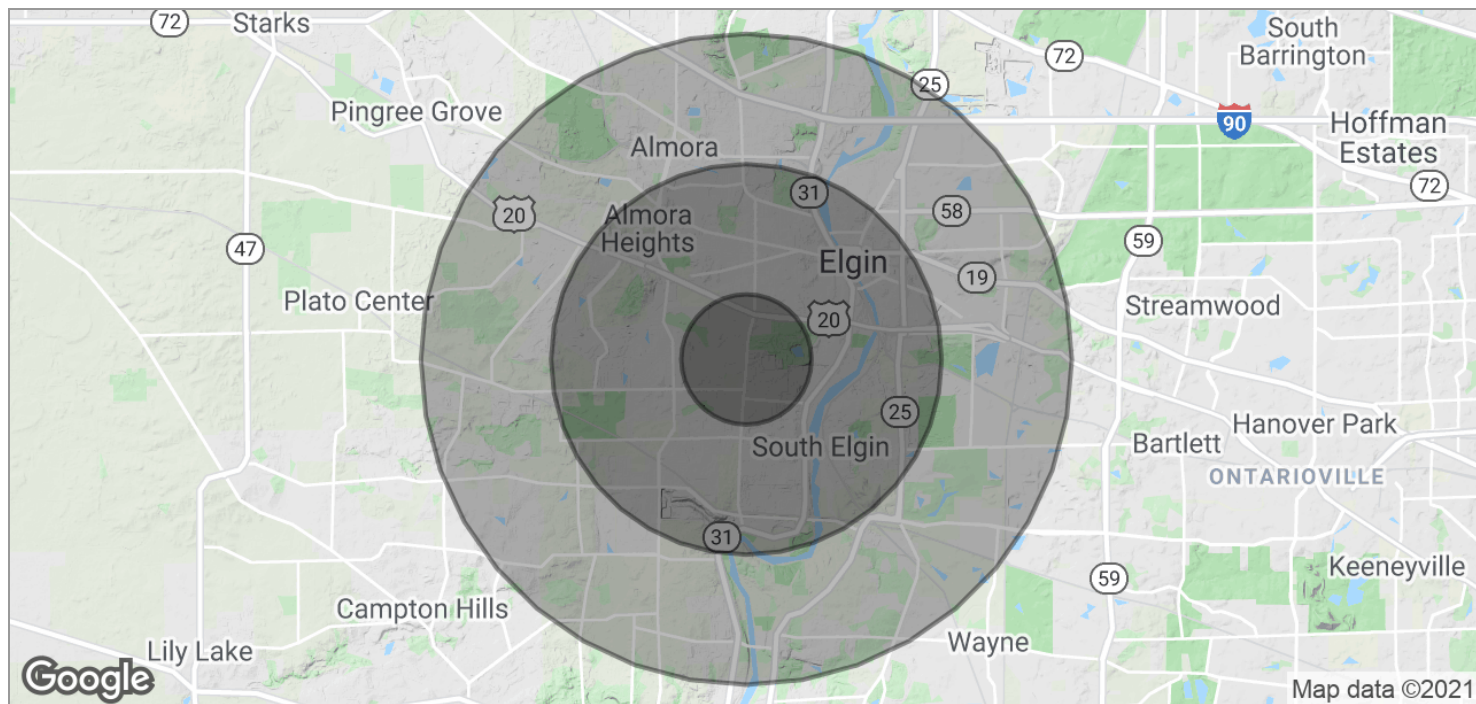 72
Starks
South
Barrington
72
25
Pingree Grove
90
Hoffman
Estates
Almora
72
31
20
58
Almora
Heights
47
59
Elgin
19
Plato Center
Streamwood
20
25
Hanover Park
South Elgin
Bartlett
ONTARIOVILLE
31
Keeneyville
59
Campton Hills
Wayne
Lily Lake
Google
Map data ©2021